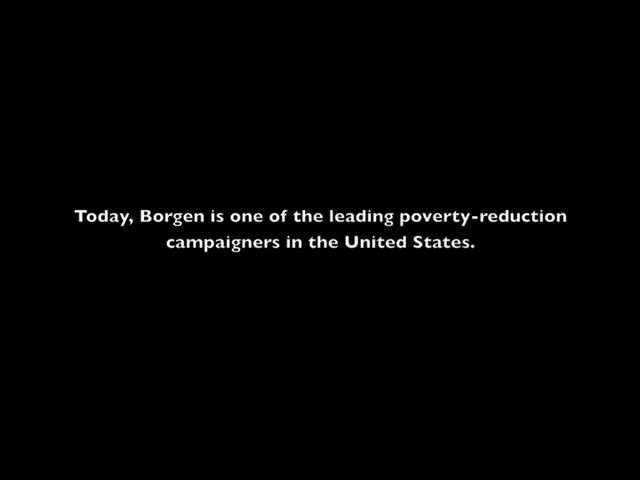 Today, Borgen is one of the leading poverty-reduction
campaigners in the United States.